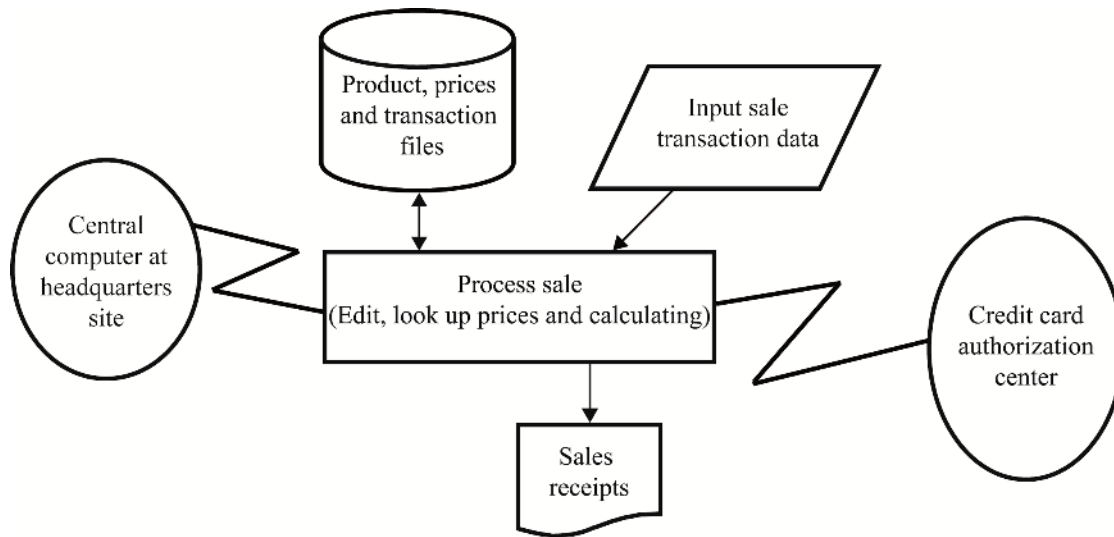 Product, prices
and transaction
files
Input sale
transaction data
Central
computer at
headquarters
site
Process sale
(Edit, look up prices and calculating)
Credit card
authorization
center
Sales
receipts